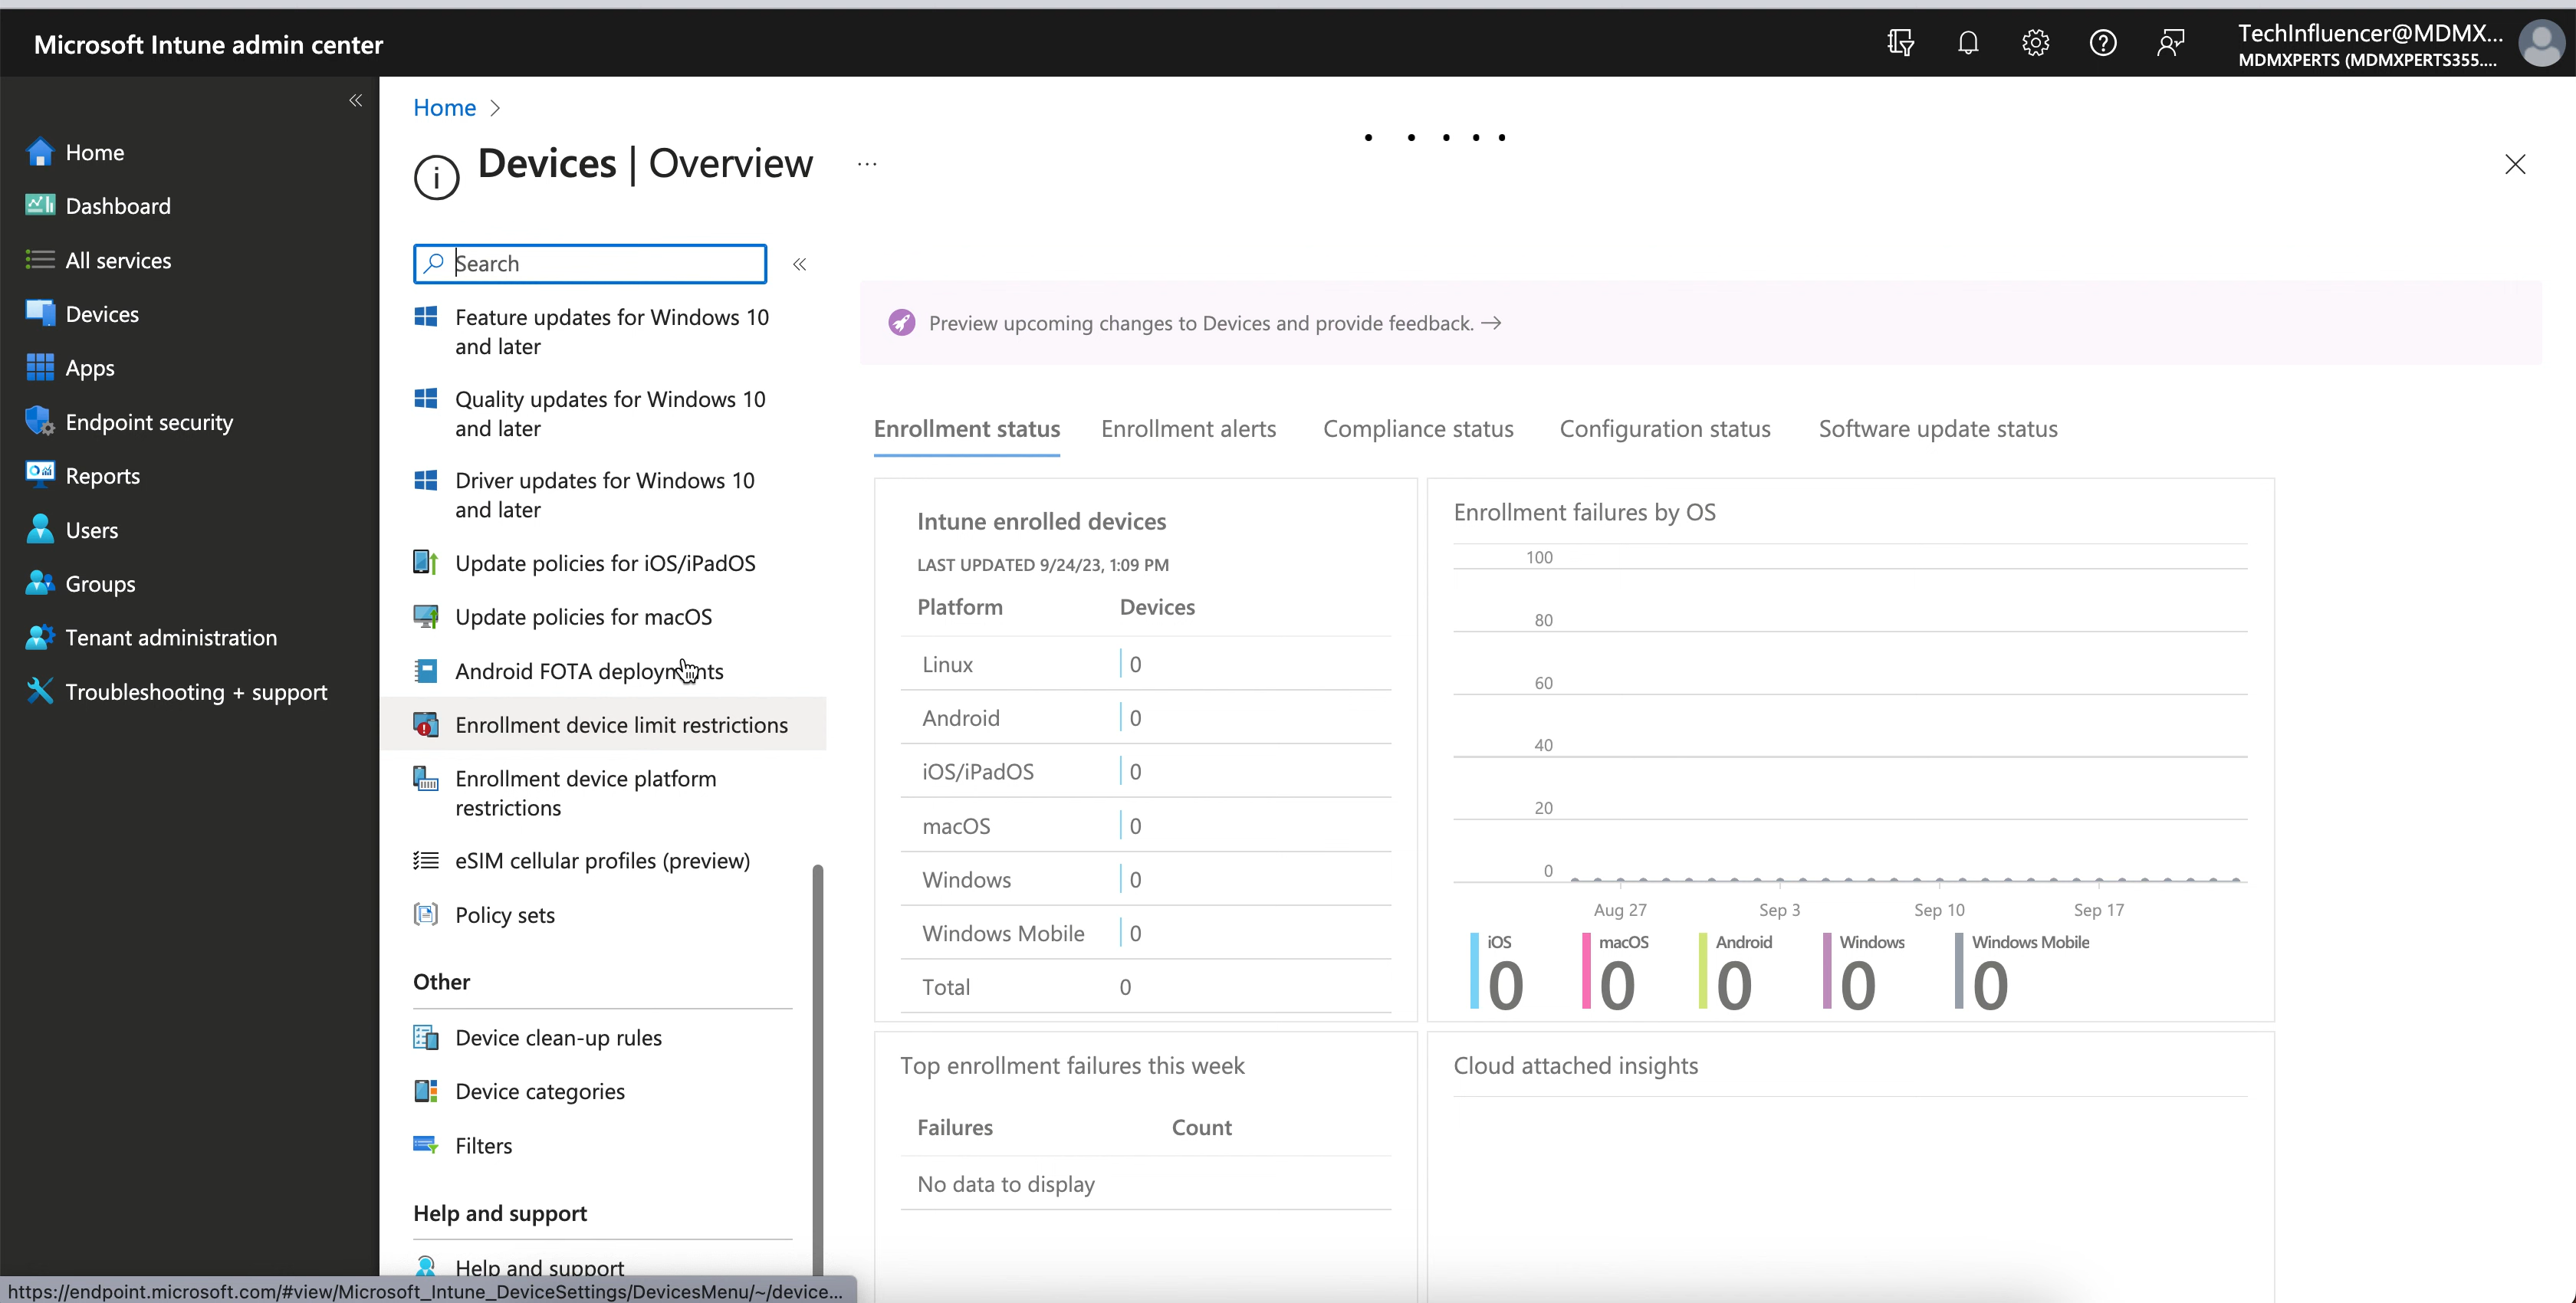 Microsoft Intune admin center
TechInfluencer@MDMX...
MDMXPERTS (MDMXPERTS355....
Home
Dashboard
All services
Devices
Apps
Endpoint security
Reports
Users
Groups
Tenant administration
Troubleshooting + support
Home >
Devices | Overview ...
Search
Feature updates for Windows 10
and later
Quality updates for Windows 10
and later
Driver updates for Windows 10
and later
Update policies for iOS/iPadOS
Update policies for macOS
Android FOTA deployments
Enrollment device limit restrictions
Enrollment device platform
restrictions
eSIM cellular profiles (preview)
Policy sets
Other
Device clean-up rules
Device categories
Filters
Help and support
Help and support
https://endpoint.microsoft.com/#view/Microsoft_Intune_DeviceSettings/DevicesMenu/~/device...
Preview upcoming changes to Devices and provide feedback. →
Enrollment status Enrollment alerts Compliance status Configuration status Software update status
Intune enrolled devices
LAST UPDATED 9/24/23, 1:09 PM
Platform Devices
Linux 0
Android 0
iOS/iPadOS 0
macOS 0
Windows 0
Windows Mobile 0
Total 0
Enrollment failures by OS
100
80
60
40
20
0
Aug 27 Sep 3 Sep 10 Sep 17
iOS macOS Android Windows Windows Mobile
0 0 0 0 0
Top enrollment failures this week
Failures Count
No data to display
Cloud attached insights